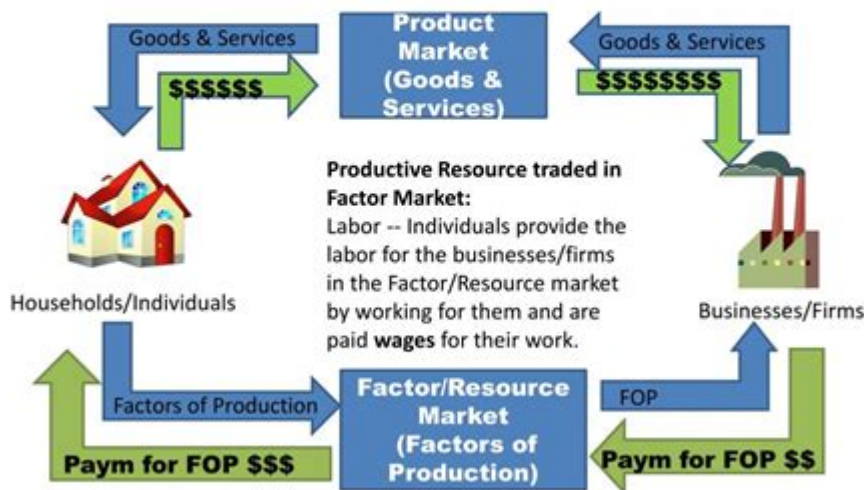 Goods & Services
$$$$$$
Product
Market
(Goods &
Services)
Goods & Services
$$$$$$$$
Productive Resource traded in
Factor Market:
Labor -- Individuals provide the
labor for the businesses/firms
in the Factor/Resource market
by working for them and are
paid wages for their work.
Households/Individuals
Businesses/Firms
Factors of Production
Paym for FOP $$$
Factor/Resource
Market
(Factors of
Production)
FOP
Paym for FOP $$